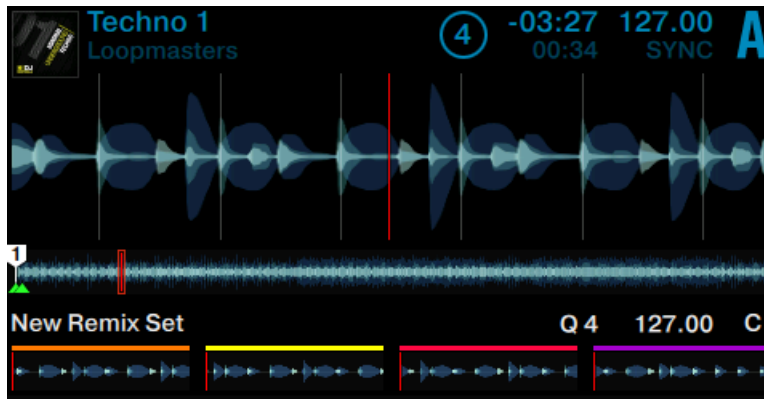 Techno 1
Loopmasters
4
-03:27 127.00 A
00:34 SYNC
1
New Remix Set Q 4 127.00 C